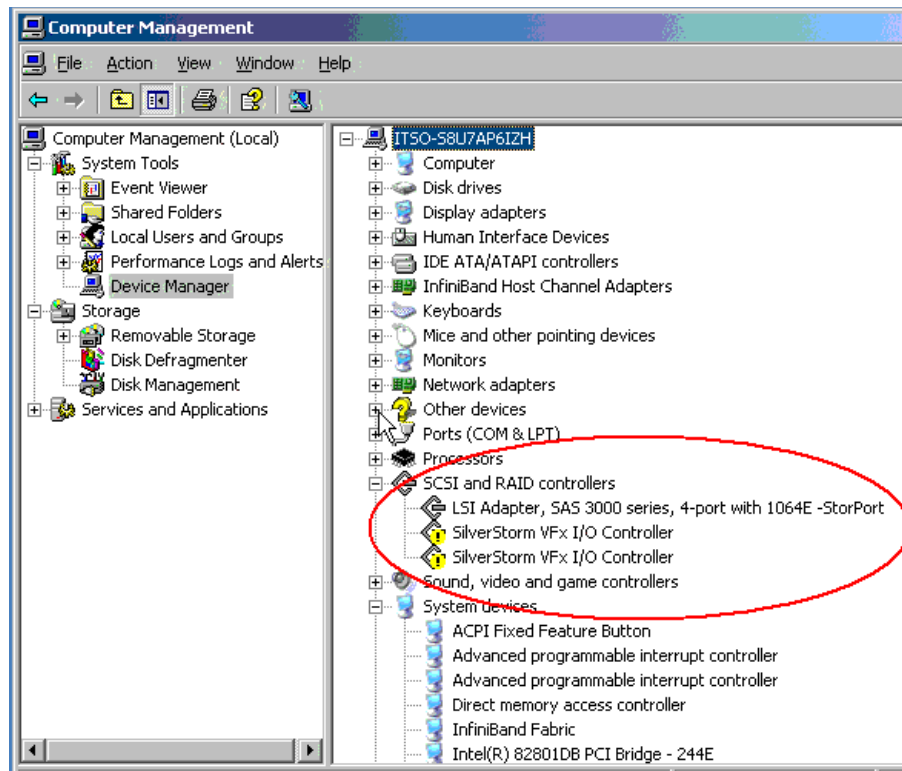 Computer Management
File Action View Window Help
Computer Management (Local)
System Tools
Event Viewer
Shared Folders
Local Users and Groups
Performance Logs and Alerts
Device Manager
Storage
Removable Storage
Disk Defragmenter
Disk Management
Services and Applications
ITSO-S8U7AP6IZH
Computer
Disk drives
Display adapters
Human Interface Devices
IDE ATA/ATAPI controllers
InfiniBand Host Channel Adapters
Keyboards
Mice and other pointing devices
Monitors
Network adapters
Other devices
Ports (COM & LPT)
Processors
SCSI and RAID controllers
LSI Adapter, SAS 3000 series, 4-port with 1064E -StorPort
SilverStorm VFx I/O Controller
SilverStorm VFx I/O Controller
Sound, video and game controllers
System devices
ACPI Fixed Feature Button
Advanced programmable interrupt controller
Advanced programmable interrupt controller
Direct memory access controller
InfiniBand Fabric
Intel(R) 82801DB PCI Bridge - 244E